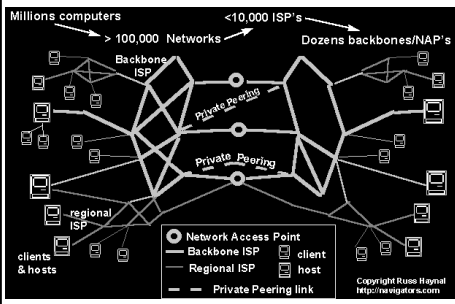 Millions computers
<10,000 ISP's
> 100,000 Networks
Dozens backbones/NAP's
Backbone
ISP
Private Peering
Private Peering
regional
ISP
clients
& hosts
Network Access Point
Backbone ISP
client
Regional ISP
host
Private Peering link
Copyright Russ Haynal
http://navigators.com